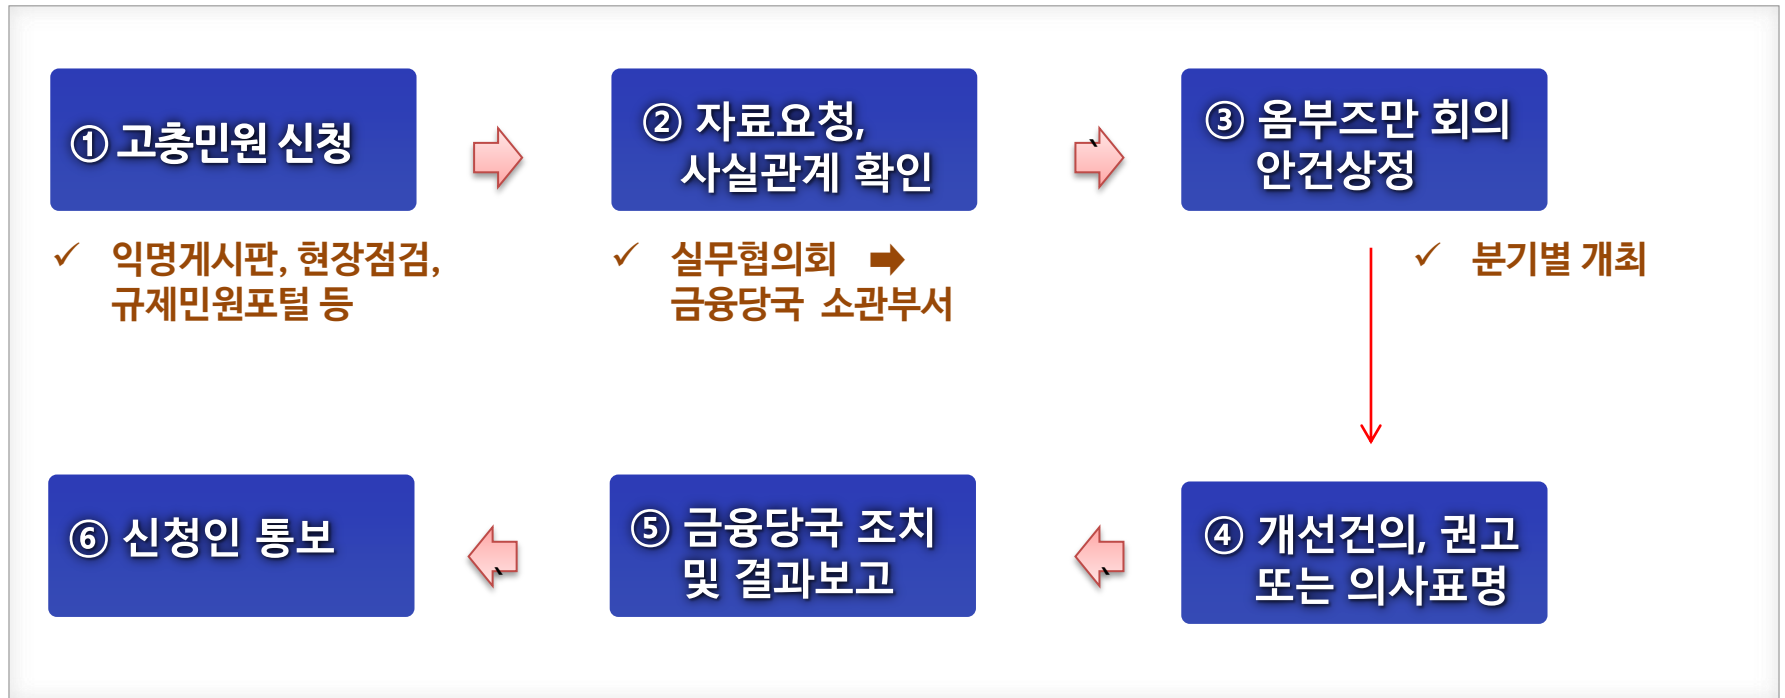 ① 고충민원 신청
② 자료요청,
사실관계 확인
③ 옴부즈만 회의
안건상정
✓ 익명게시판, 현장점검,
규제민원포털 등
✓ 실무협의회 ➡
금융당국 소관부서
✓ 분기별 개최
④ 개선건의, 권고
또는 의사표명
⑤ 금융당국 조치
및 결과보고
⑥ 신청인 통보